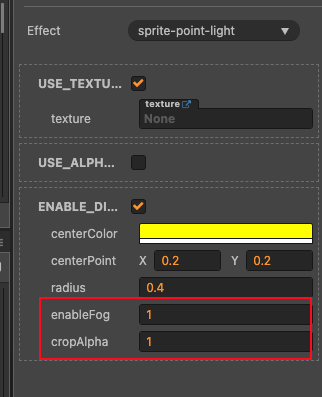 Effect
sprite-point-light
USE_TEXTU...
texture
texture
None
USE_ALPH...
ENABLE_DI...
centerColor
centerPoint X 0.2 Y 0.2
radius 0.4
enableFog 1
cropAlpha 1